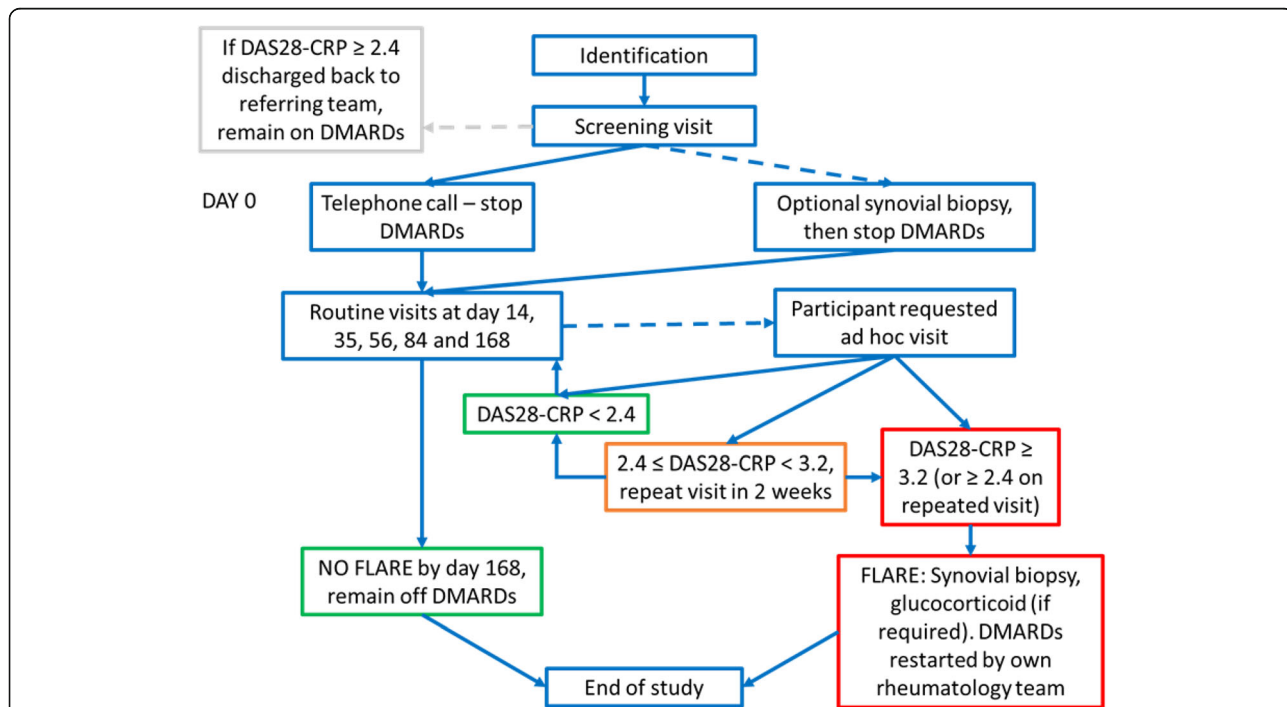 If DAS28-CRP ≥ 2.4
discharged back to
referring team,
remain on DMARDs
Identification
Screening visit
DAY 0
Telephone call – stop
DMARDs
Optional synovial biopsy,
then stop DMARDs
Routine visits at day 14,
35, 56, 84 and 168
Participant requested
ad hoc visit
DAS28-CRP < 2.4
2.4 ≤ DAS28-CRP < 3.2,
repeat visit in 2 weeks
DAS28-CRP ≥
3.2 (or ≥ 2.4 on
repeated visit)
NO FLARE by day 168,
remain off DMARDs
FLARE: Synovial biopsy,
glucocorticoid (if
required). DMARDs
restarted by own
rheumatology team
End of study